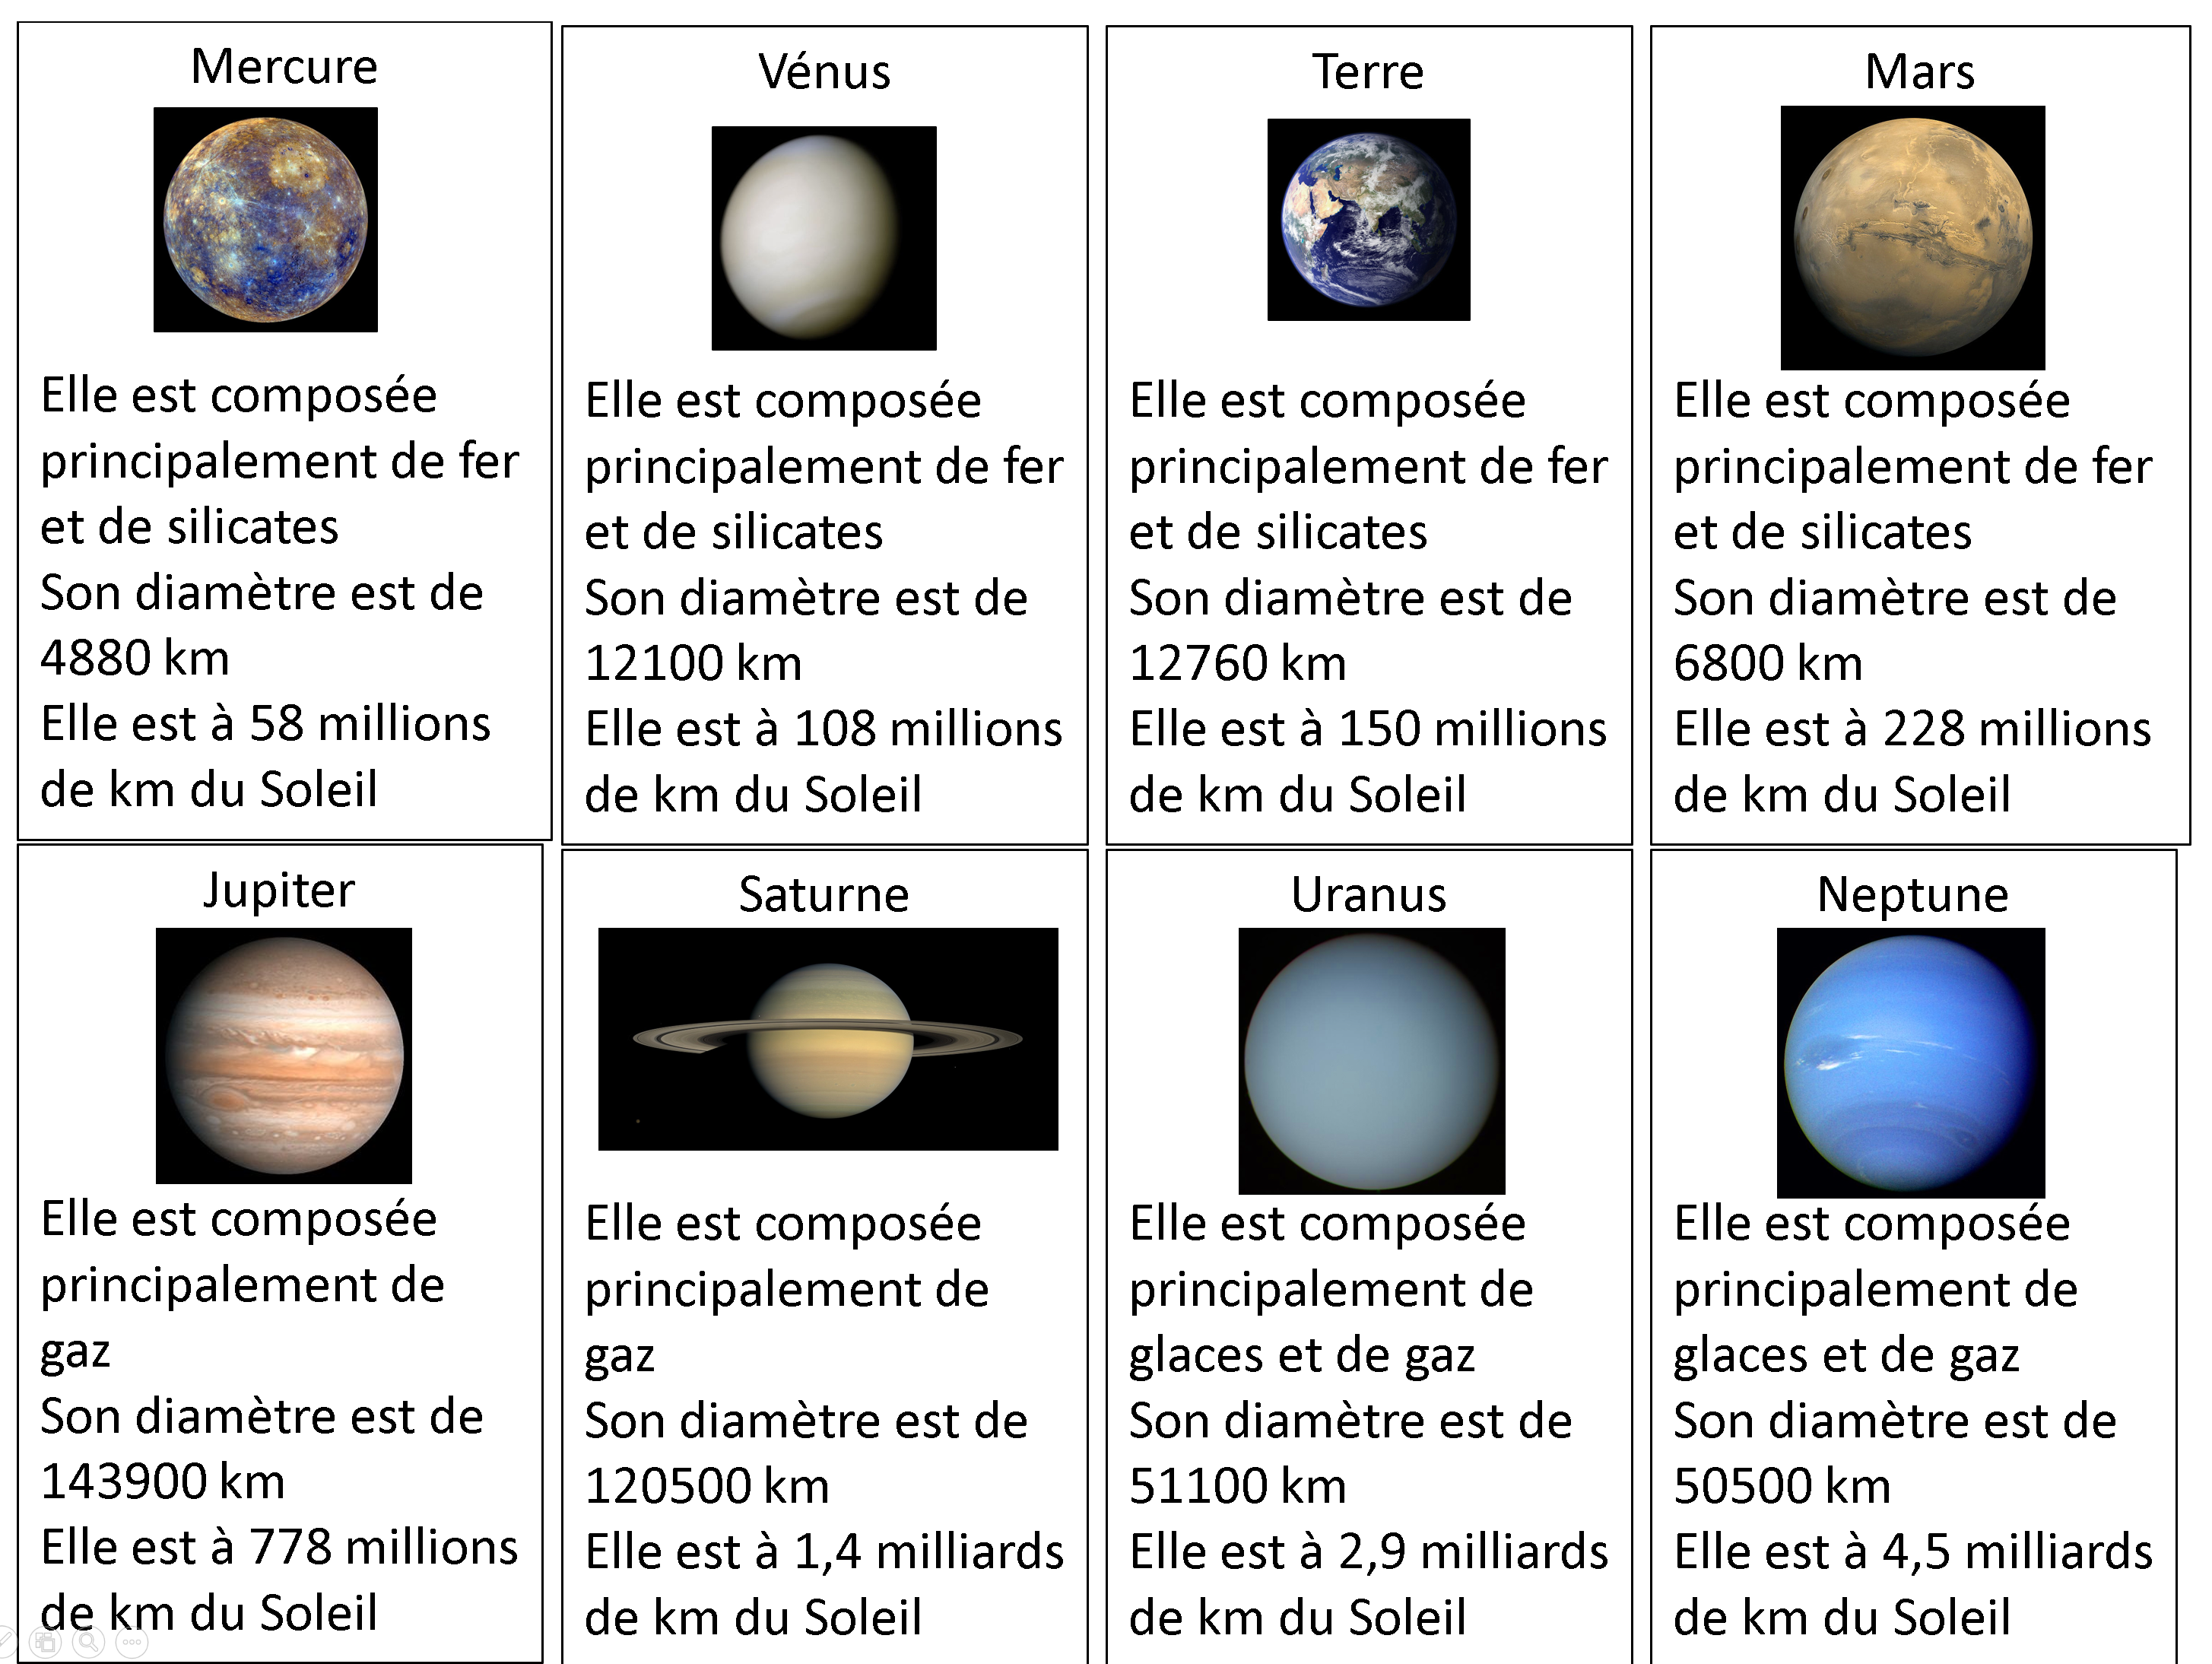 Mercure
Elle est composée
principalement de fer
et de silicates
Son diamètre est de
4880 km
Elle est à 58 millions
de km du Soleil
Vénus
Elle est composée
principalement de fer
et de silicates
Son diamètre est de
12100 km
Elle est à 108 millions
de km du Soleil
Terre
Elle est composée
principalement de fer
et de silicates
Son diamètre est de
12760 km
Elle est à 150 millions
de km du Soleil
Mars
Elle est composée
principalement de fer
et de silicates
Son diamètre est de
6800 km
Elle est à 228 millions
de km du Soleil
Jupiter
Elle est composée
principalement de
gaz
Son diamètre est de
143900 km
Elle est à 778 millions
de km du Soleil
Saturne
Elle est composée
principalement de
gaz
Son diamètre est de
120500 km
Elle est à 1,4 milliards
de km du Soleil
Uranus
Elle est composée
principalement de
glaces et de gaz
Son diamètre est de
51100 km
Elle est à 2,9 milliards
de km du Soleil
Neptune
Elle est composée
principalement de
glaces et de gaz
Son diamètre est de
50500 km
Elle est à 4,5 milliards
de km du Soleil